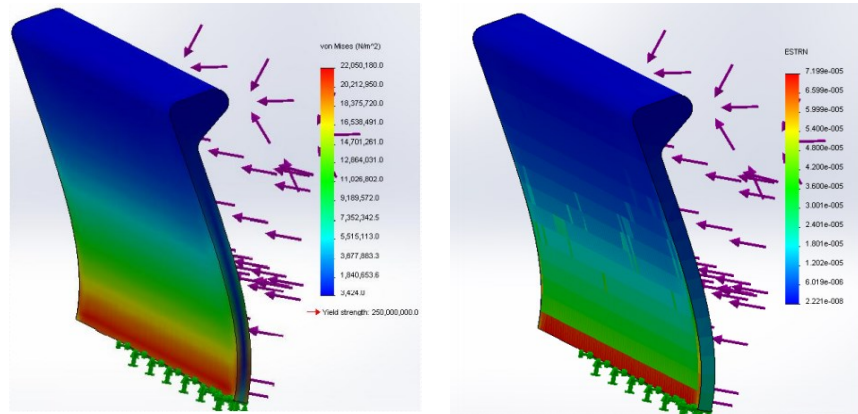 von Mises (N/m^2)
22,050,180.0
20,212,950.0
18,375,720.0
16,538,491.0
14,701,261.0
12,864,031.0
11,026,802.0
9,189,572.0
7,352,342.5
5,515,113.0
3,677,883.3
1,840,653.6
3,424.0
Yield strength: 250,000,000.0
ESTRN
7.199e-005
6.599e-005
5.999e-005
5.400e-005
4.800e-005
4.200e-005
3.600e-005
3.001e-005
2.401e-005
1.801e-005
1.202e-005
6.019e-006
2.221e-008